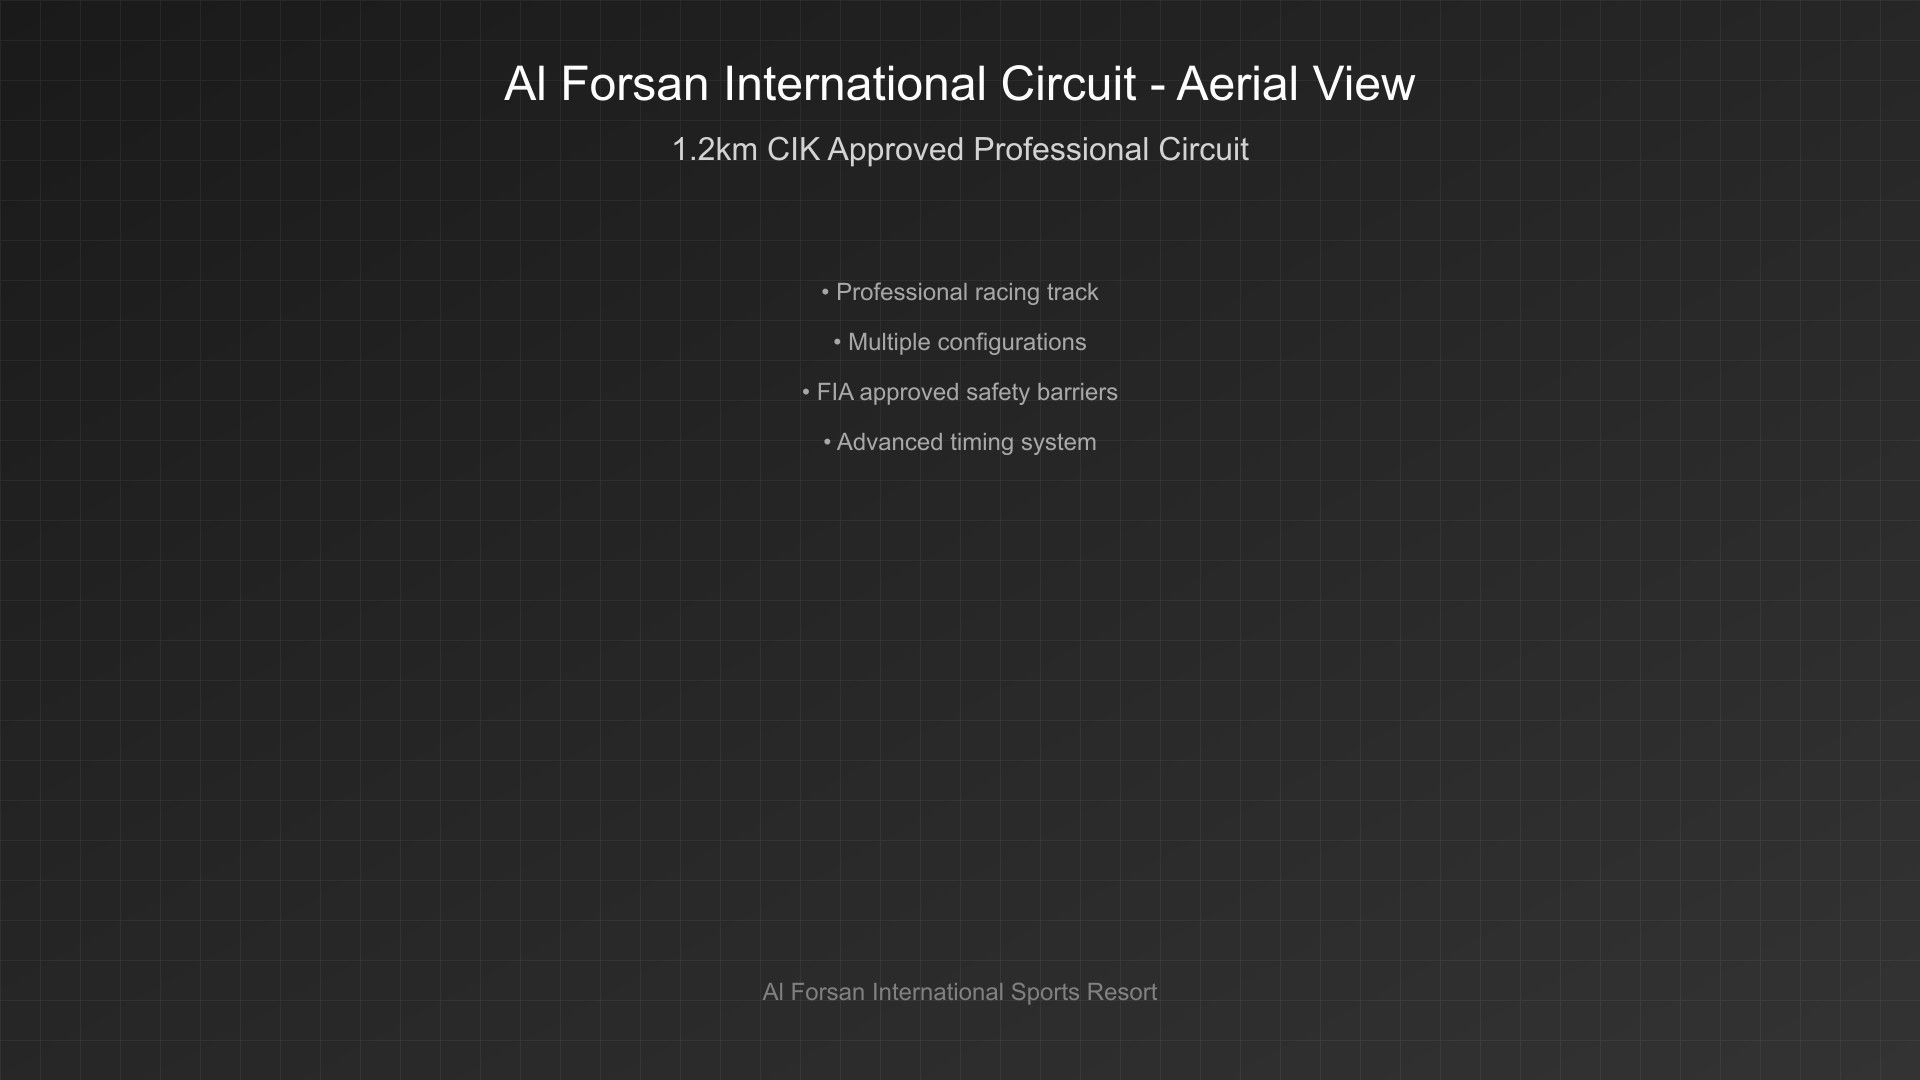 Al Forsan International Circuit - Aerial View
1.2km CIK Approved Professional Circuit
• Professional racing track
• Multiple configurations
• FIA approved safety barriers
• Advanced timing system
Al Forsan International Sports Resort